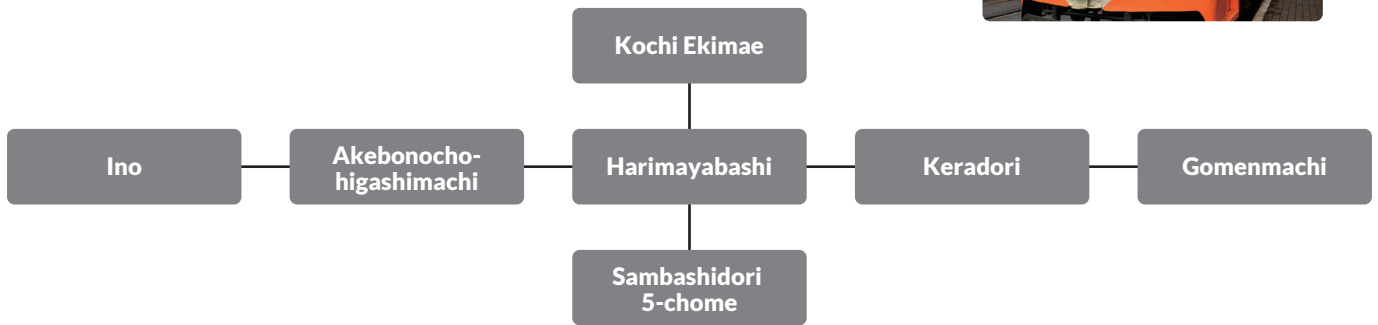 Kochi Ekimae
Ino
Akebonocho-
higashimachi
Harimayabashi
Keradori
Gomenmachi
Sambashidori
5-chome